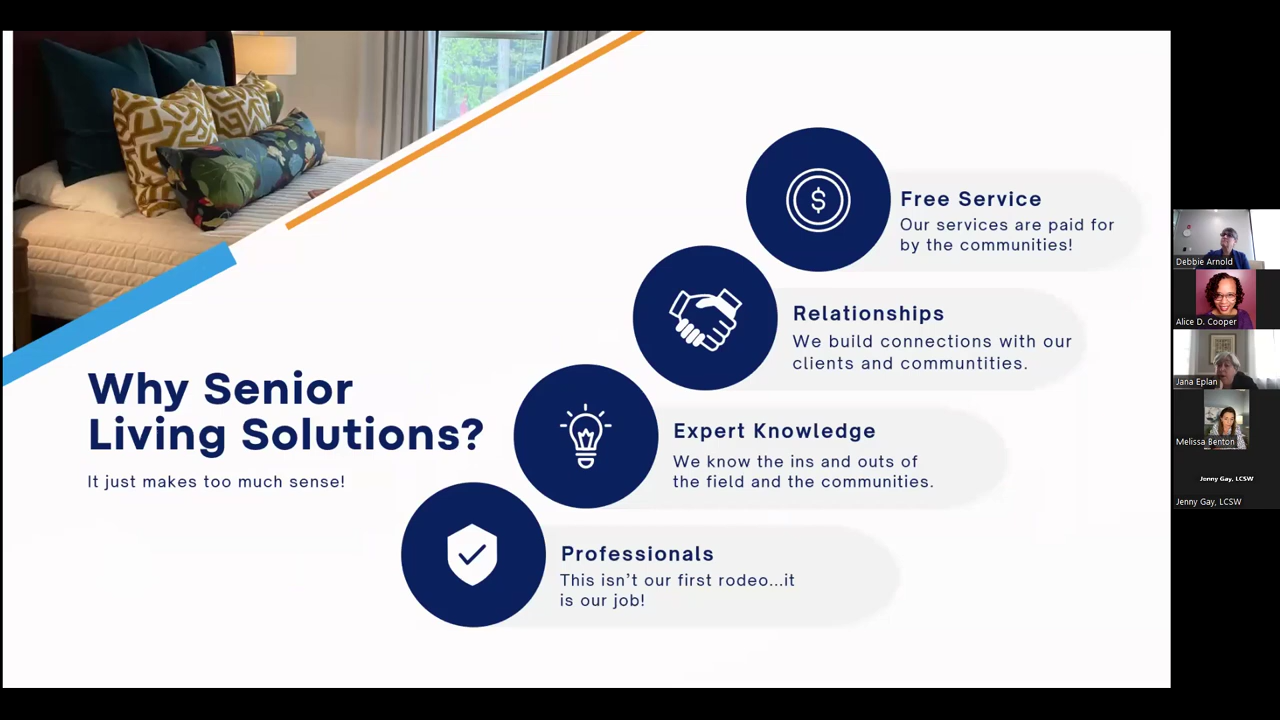 Why Senior
Living Solutions?
It just makes too much sense!
$
Free Service
Our services are paid for
by the communities!
Relationships
We build connections with our
clients and communtities.
Expert Knowledge
We know the ins and outs of
the field and the communities.
Professionals
This isn't our first rodeo...it
is our job!
Debbie Arnold
Alice D. Cooper
Jana Eplan
Melissa Benton
Jenny Gay, LCSW
Jenny Gay, LCSW